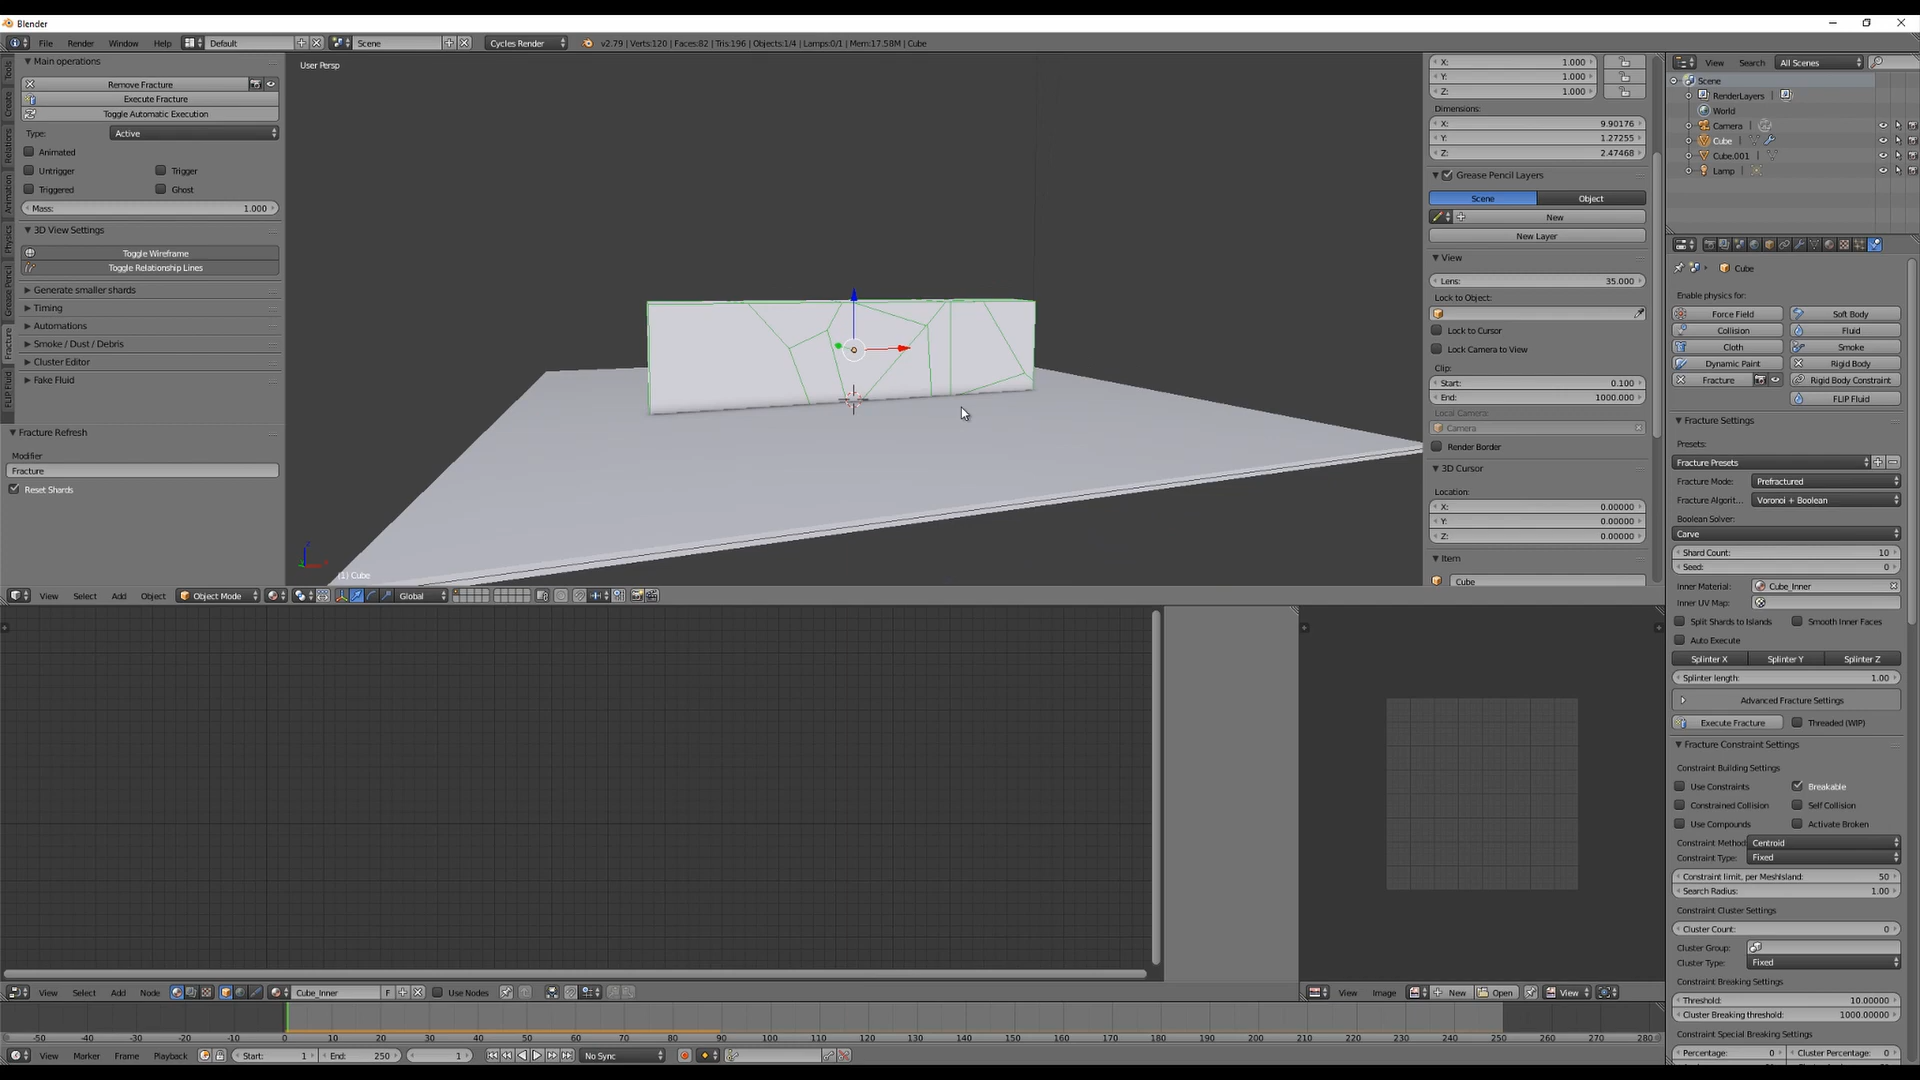 Blender
File Render Window Help Default Scene Cycles Render v2.79 | Verts:120 | Faces:82 | Tris:196 | Objects:1/4 | Lamps:0/1 | Mem:17.58M | Cube
Tools
Create
Relations
Animation
Physics
Grease Pencil
Fracture
FLIP Fluid
Main operations
Remove Fracture
Execute Fracture
Toggle Automatic Execution
Type: Active
Animated
Untrigger Trigger
Triggered Ghost
Mass: 1.000
3D View Settings
Toggle Wireframe
Toggle Relationship Lines
Generate smaller shards
Timing
Automations
Smoke / Dust / Debris
Cluster Editor
Fake Fluid
Fracture Refresh
Modifier
Fracture
Reset Shards
User Persp
(1) Cube
View Select Add Object Object Mode Global
X: 1.000
Y: 1.000
Z: 1.000
Dimensions:
X: 9.90176
Y: 1.27255
Z: 2.47468
Grease Pencil Layers
Scene Object
New
New Layer
View
Lens: 35.000
Lock to Object:
Lock to Cursor
Lock Camera to View
Clip:
Start: 0.100
End: 1000.000
Local Camera:
Camera
Render Border
3D Cursor
Location:
X: 0.00000
Y: 0.00000
Z: 0.00000
Item
Cube
View Search All Scenes
Scene
RenderLayers
World
Camera
Cube
Cube.001
Lamp
Cube
Enable physics for:
Force Field Soft Body
Collision Fluid
Cloth Smoke
Dynamic Paint Rigid Body
Fracture Rigid Body Constraint
FLIP Fluid
Fracture Settings
Presets:
Fracture Presets
Fracture Mode: Prefractured
Fracture Algorit... Voronoi + Boolean
Boolean Solver:
Carve
Shard Count: 10
Seed: 0
Inner Material: Cube_Inner
Inner UV Map:
Split Shards to Islands Smooth Inner Faces
Auto Execute
Splinter X Splinter Y Splinter Z
Splinter length: 1.00
Advanced Fracture Settings
Execute Fracture Threaded (WIP)
Fracture Constraint Settings
Constraint Building Settings
Use Constraints Breakable
Constrained Collision Self Collision
Use Compounds Activate Broken
Constraint Method: Centroid
Constraint Type: Fixed
Constraint limit, per MeshIsland: 50
Search Radius: 1.00
Constraint Cluster Settings
Cluster Count: 0
Cluster Group:
Cluster Type: Fixed
Constraint Breaking Settings
Threshold: 10.00000
Cluster Breaking threshold: 1000.00000
Constraint Special Breaking Settings
Percentage: 0 Cluster Percentage: 0
View Select Add Node Cube_Inner F Use Nodes
View Image New Open View
-50 -40 -30 -20 -10 0 10 20 30 40 50 60 70 80 90 100 110 120 130 140 150 160 170 180 190 200 210 220 230 240 250 260 270 280
View Marker Frame Playback Start: 1 End: 250 1 No Sync